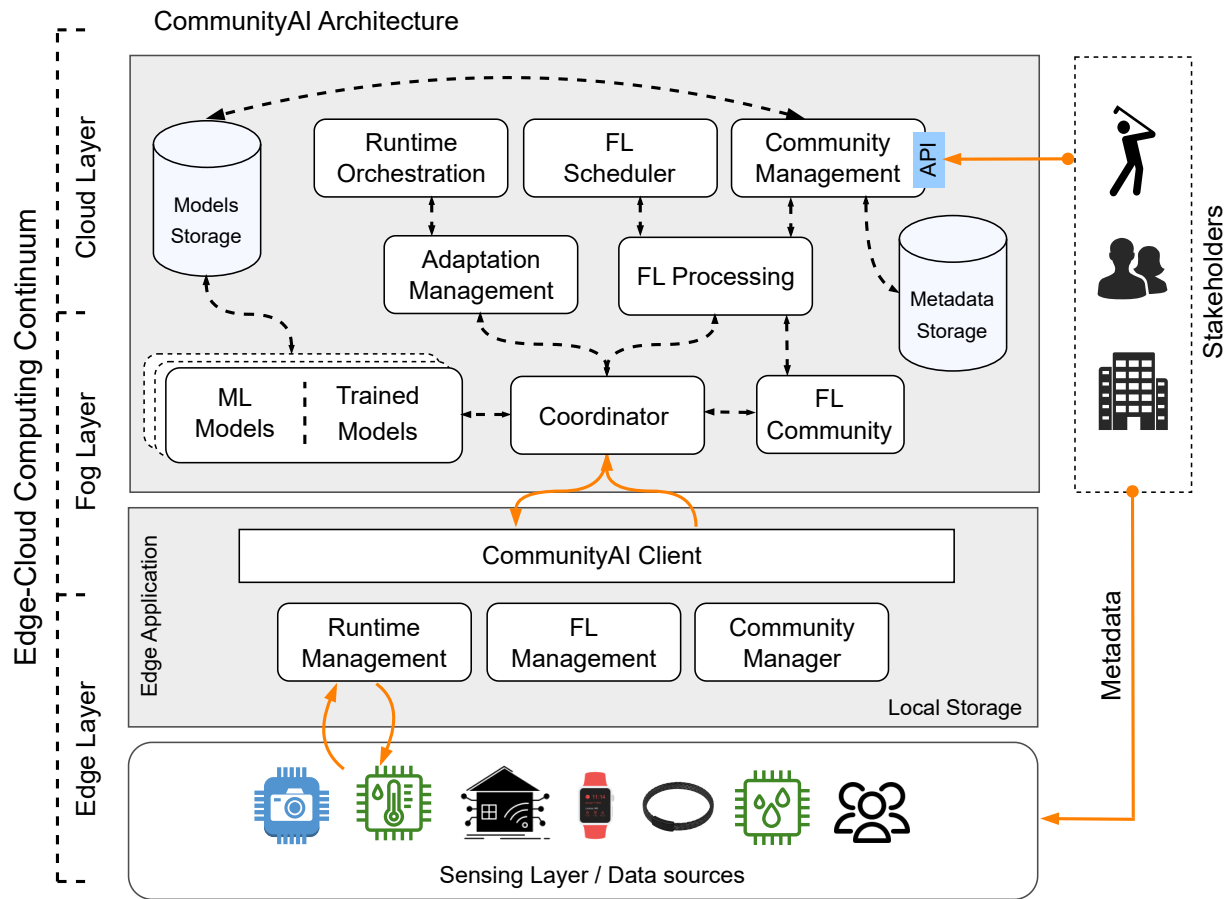 CommunityAI Architecture
Edge-Cloud Computing Continuum
Cloud Layer
Fog Layer
Edge Layer
Models
Storage
Runtime
Orchestration
FL
Scheduler
Community
Management
API
Adaptation
Management
FL Processing
Metadata
Storage
ML
Models
Trained
Models
Coordinator
FL
Community
Stakeholders
Edge Application
CommunityAI Client
Runtime
Management
FL
Management
Community
Manager
Local Storage
Metadata
Sensing Layer / Data sources